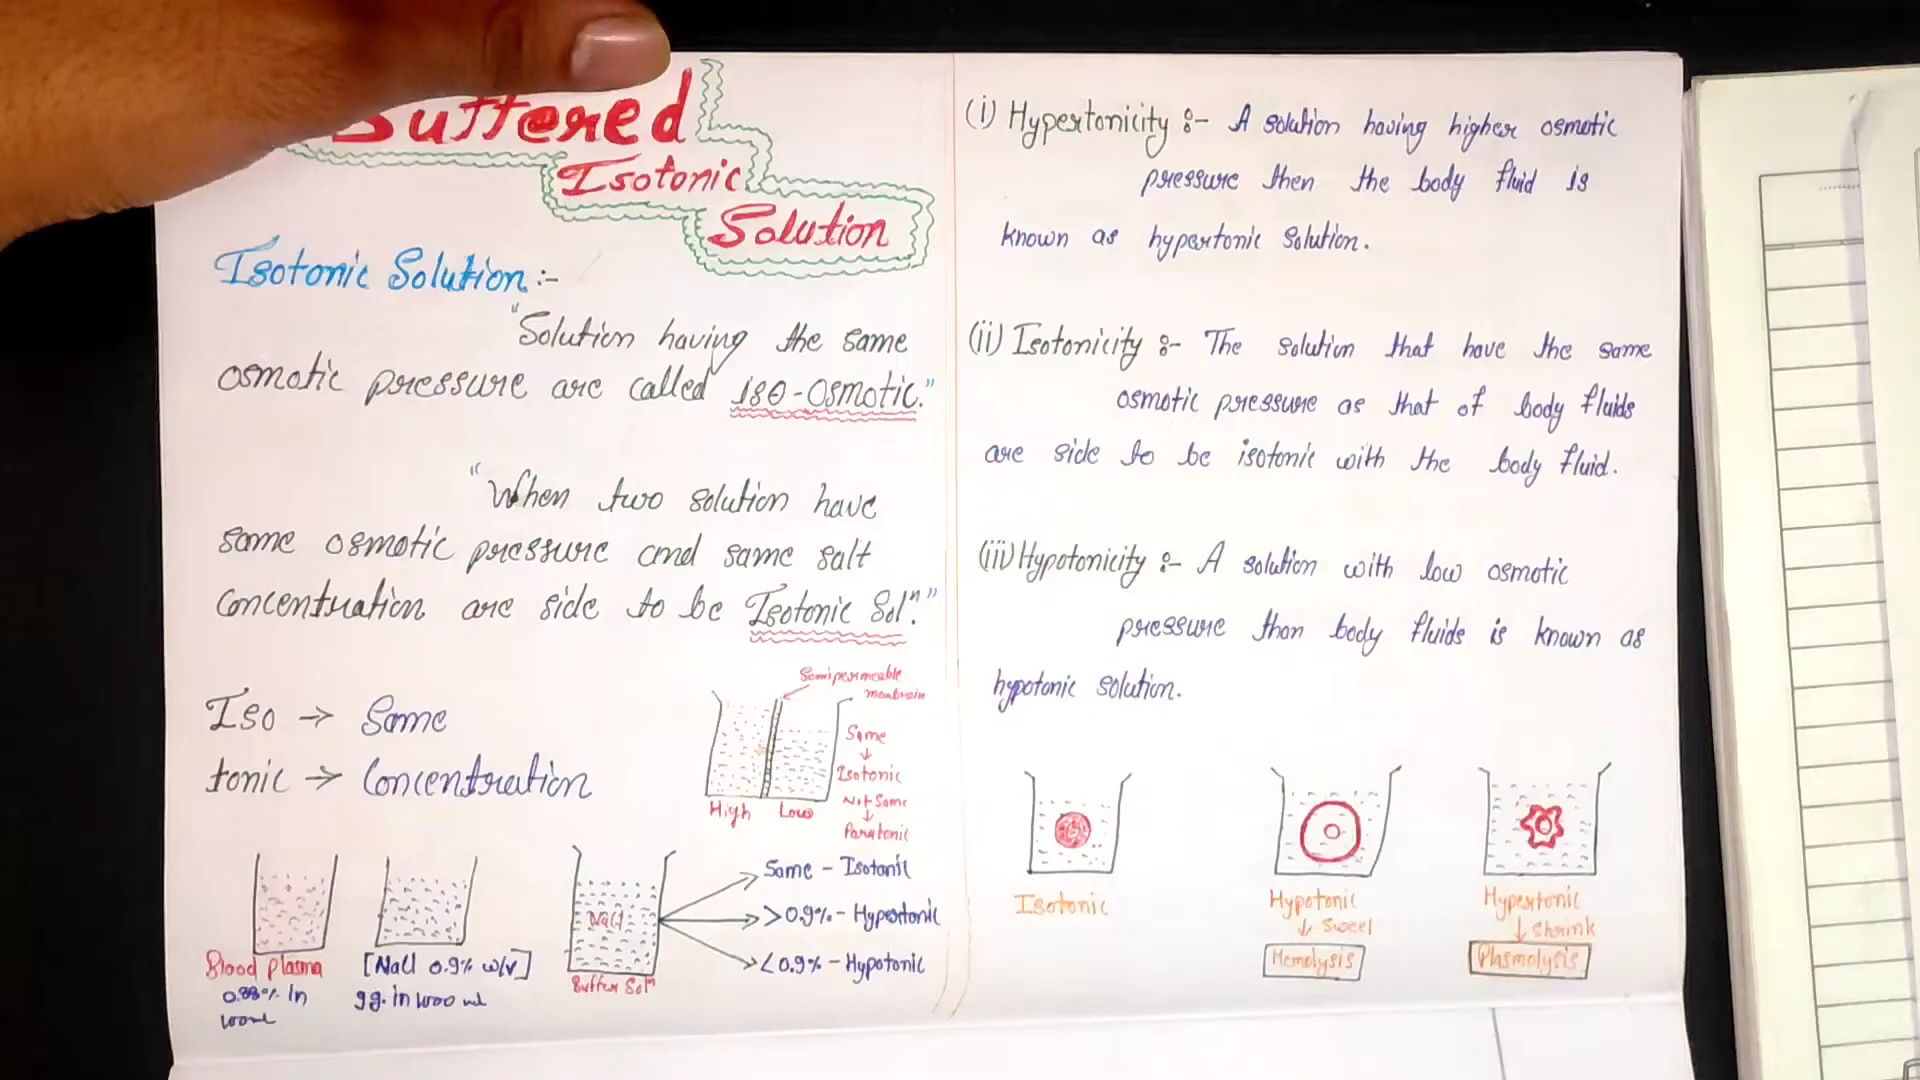 Buffered
Isotonic
Solution
Isotonic Solution :-
"Solution having the same
osmotic pressure are called iso-osmotic."
"When two solution have
same osmotic pressure and same salt
concentration are side to be Isotonic Solⁿ."
Iso → Same
tonic → Concentration
Semipermeable
membrain
Same
↓
Isotonic
Not Same
↓
Paratonic
High Low
Blood plasma
0.88% in
100ml
[NaCl 0.9% w/v]
9g. in 1000 ml
NaCl
Buffer Solⁿ
Same - Isotonic
>0.9% - Hypertonic
<0.9% - Hypotonic
(i) Hypertonicity :- A solution having higher osmotic
pressure then the body fluid is
known as hypertonic solution.
(ii) Isotonicity :- The solution that have the same
osmotic pressure as that of body fluids
are side to be isotonic with the body fluid.
(iii) Hypotonicity :- A solution with low osmotic
pressure than body fluids is known as
hypotonic solution.
Isotonic
Hypotonic
↓ Sweel
Hemolysis
Hypertonic
↓ Shrink
Plasmolysis